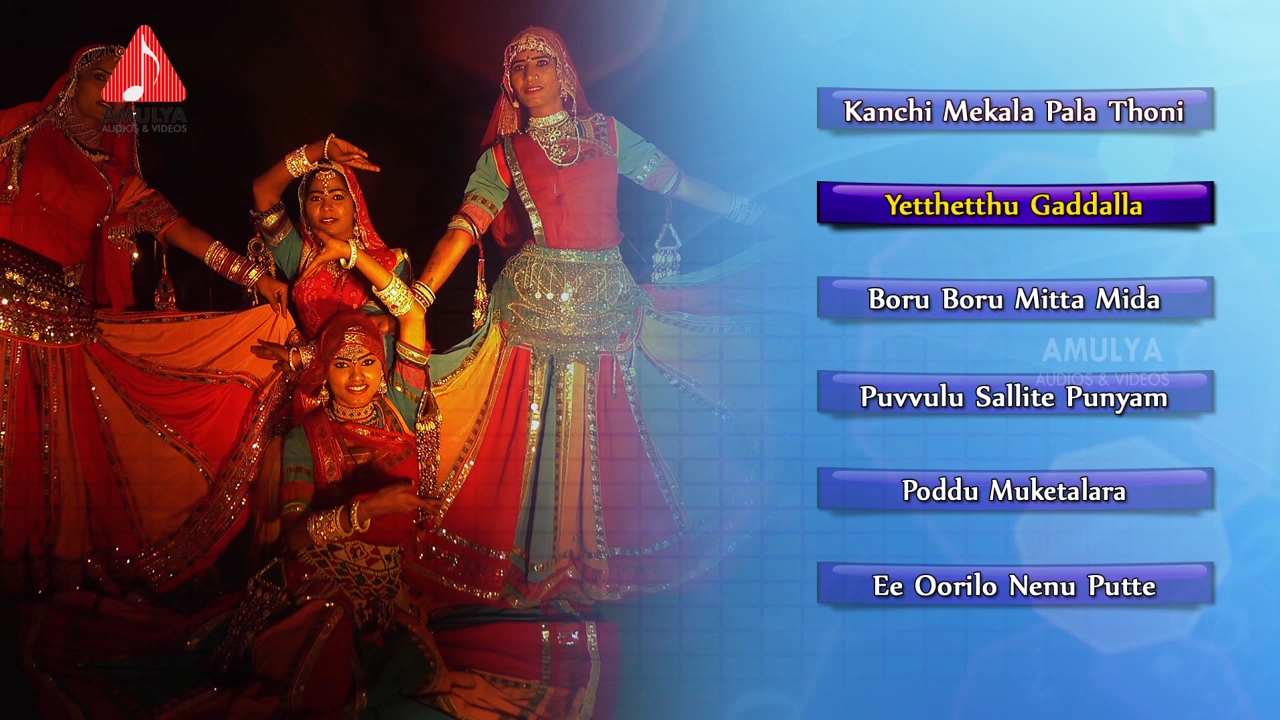 AMULYA
AUDIOS & VIDEOS
Kanchi Mekala Pala Thoni
Yetthetthu Gaddalla
Boru Boru Mitta Mida
AMULYA
AUDIOS & VIDEOS
Puvvulu Sallite Punyam
Poddu Muketalara
Ee Oorilo Nenu Putte